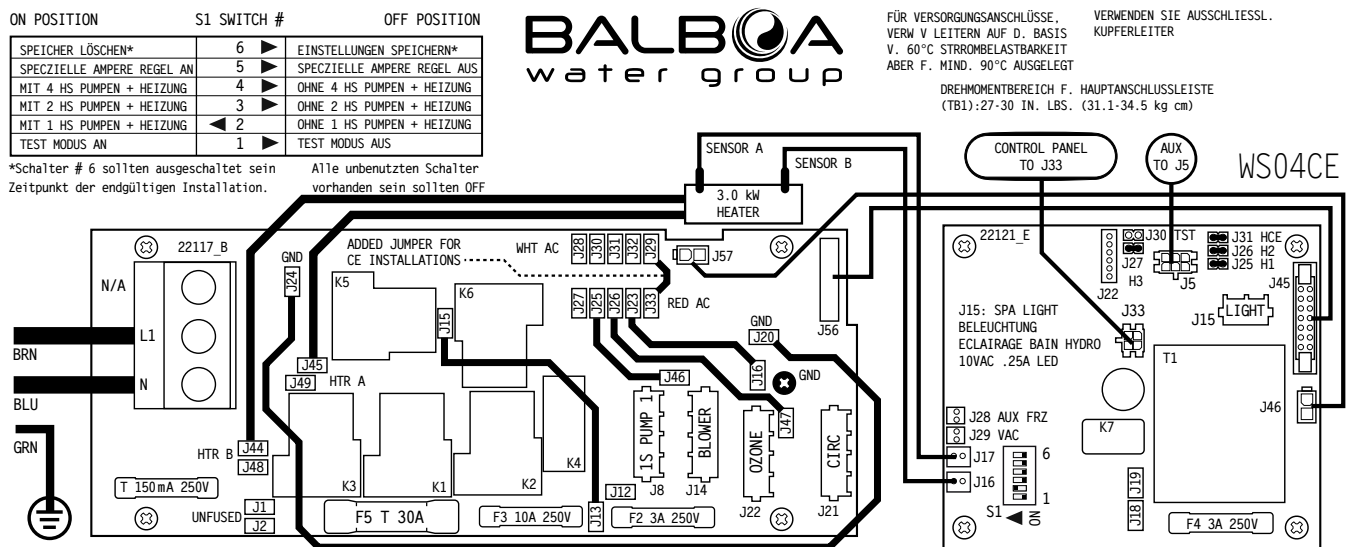 ON POSITION S1 SWITCH # OFF POSITION
SPEICHER LÖSCHEN* 6 EINSTELLUNGEN SPEICHERN*
SPECZIELLE AMPERE REGEL AN 5 SPECZIELLE AMPERE REGEL AUS
MIT 4 HS PUMPEN + HEIZUNG 4 OHNE 4 HS PUMPEN + HEIZUNG
MIT 2 HS PUMPEN + HEIZUNG 3 OHNE 2 HS PUMPEN + HEIZUNG
MIT 1 HS PUMPEN + HEIZUNG 2 OHNE 1 HS PUMPEN + HEIZUNG
TEST MODUS AN 1 TEST MODUS AUS
*Schalter # 6 sollten ausgeschaltet sein
Zeitpunkt der endgültigen Installation.
Alle unbenutzten Schalter
vorhanden sein sollten OFF
BALBOA
water group
FÜR VERSORGUNGSANSCHLÜSSE,
VERW V LEITERN AUF D. BASIS
V. 60°C STRROMBELASTBARKEIT
ABER F. MIND. 90°C AUSGELEGT
VERWENDEN SIE AUSSCHLIESSL.
KUPFERLEITER
DREHMOMENTBEREICH F. HAUPTANSCHLUSSLEISTE
(TB1):27-30 IN. LBS. (31.1-34.5 kg cm)
SENSOR A
SENSOR B
3.0 kW
HEATER
CONTROL PANEL
TO J33
AUX
TO J5
WS04CE
22117_B
N/A
L1
N
BRN
BLU
GRN
GND
J24
ADDED JUMPER FOR
CE INSTALLATIONS
WHT AC
J28
J30
J31
J32
J29
J57
K5
K6
J15
J27
J25
J26
J23
J33
RED AC
J56
GND
J20
J45
J49
HTR A
J46
J16
GND
J47
J44
HTR B
J48
K3
K1
K2
K4
1S PUMP 1
J8
BLOWER
J14
OZONE
J22
CIRC
J21
T 150mA 250V
UNFUSED
J1
J2
F5 T 30A
F3 10A 250V
J13
J12
F2 3A 250V
22121_E
J30 TST
J27
H3
J22
J5
J31 HCE
J26 H2
J25 H1
J45
J15
LIGHT
J33
J15: SPA LIGHT
BELEUCHTUNG
ECLAIRAGE BAIN HYDRO
10VAC .25A LED
T1
J46
K7
J28 AUX FRZ
J29 VAC
J17
J16
6
1
S1
ON
J19
J18
F4 3A 250V